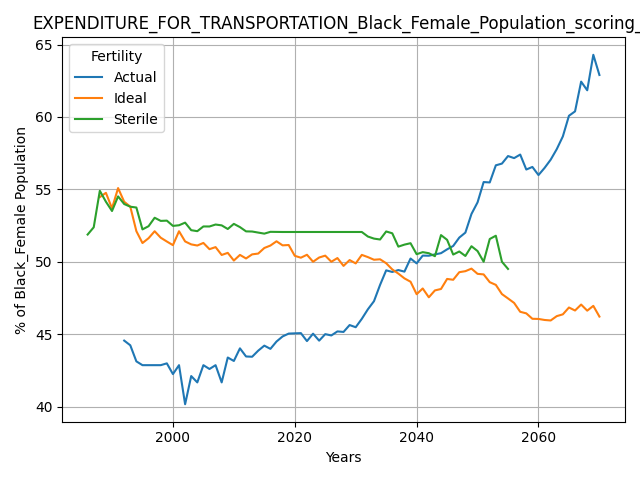 EXPENDITURE_FOR_TRANSPORTATION_Black_Female_Population_scoring_
65
60
55
50
45
40
% of Black_Female Population
Fertility
Actual
Ideal
Sterile
2000
2020
2040
2060
Years